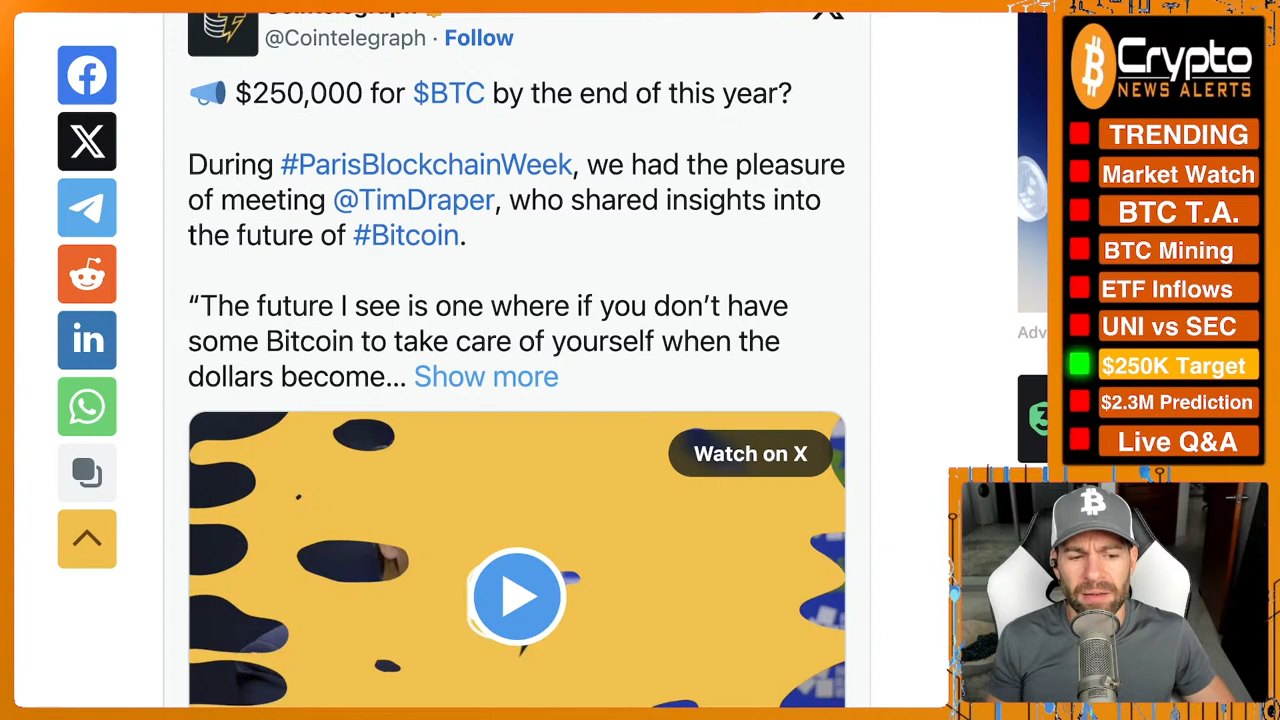 Cointelegraph
@Cointelegraph · Follow
$250,000 for $BTC by the end of this year?
During #ParisBlockchainWeek, we had the pleasure
of meeting @TimDraper, who shared insights into
the future of #Bitcoin.
“The future I see is one where if you don’t have
some Bitcoin to take care of yourself when the
dollars become... Show more
Watch on X
Adv
Crypto
NEWS ALERTS
TRENDING
Market Watch
BTC T.A.
BTC Mining
ETF Inflows
UNI vs SEC
$250K Target
$2.3M Prediction
Live Q&A